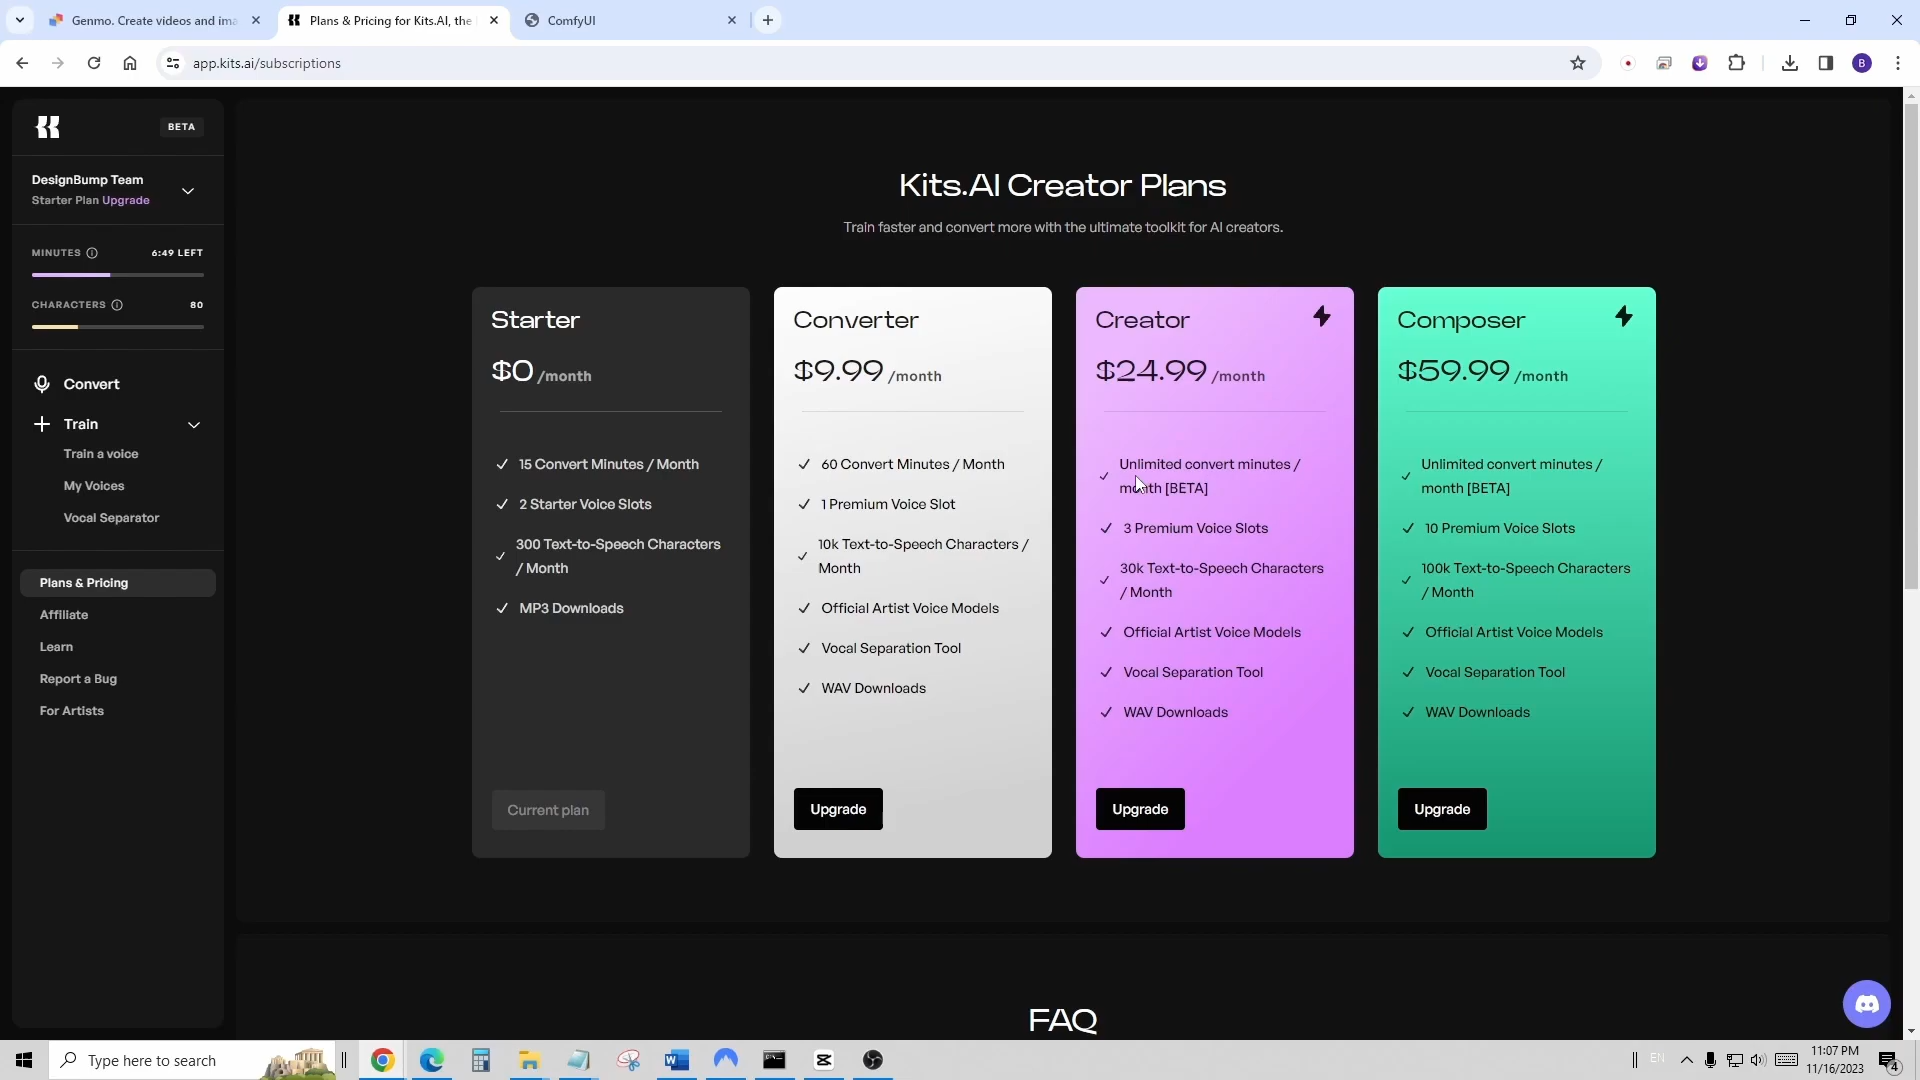 Genmo. Create videos and ima
Plans & Pricing for Kits.AI, the
ComfyUI
app.kits.ai/subscriptions
B
BETA
DesignBump Team
Starter Plan Upgrade
MINUTES
6:49 LEFT
CHARACTERS
80
Convert
Train
Train a voice
My Voices
Vocal Separator
Plans & Pricing
Affiliate
Learn
Report a Bug
For Artists
Kits.AI Creator Plans
Train faster and convert more with the ultimate toolkit for AI creators.
Starter
$0 /month
15 Convert Minutes / Month
2 Starter Voice Slots
300 Text-to-Speech Characters
/ Month
MP3 Downloads
Current plan
Converter
$9.99 /month
60 Convert Minutes / Month
1 Premium Voice Slot
10k Text-to-Speech Characters /
Month
Official Artist Voice Models
Vocal Separation Tool
WAV Downloads
Upgrade
Creator
$24.99 /month
Unlimited convert minutes /
month [BETA]
3 Premium Voice Slots
30k Text-to-Speech Characters
/ Month
Official Artist Voice Models
Vocal Separation Tool
WAV Downloads
Upgrade
Composer
$59.99 /month
Unlimited convert minutes /
month [BETA]
10 Premium Voice Slots
100k Text-to-Speech Characters
/ Month
Official Artist Voice Models
Vocal Separation Tool
WAV Downloads
Upgrade
FAQ
Type here to search
EN
11:07 PM
11/16/2023
4